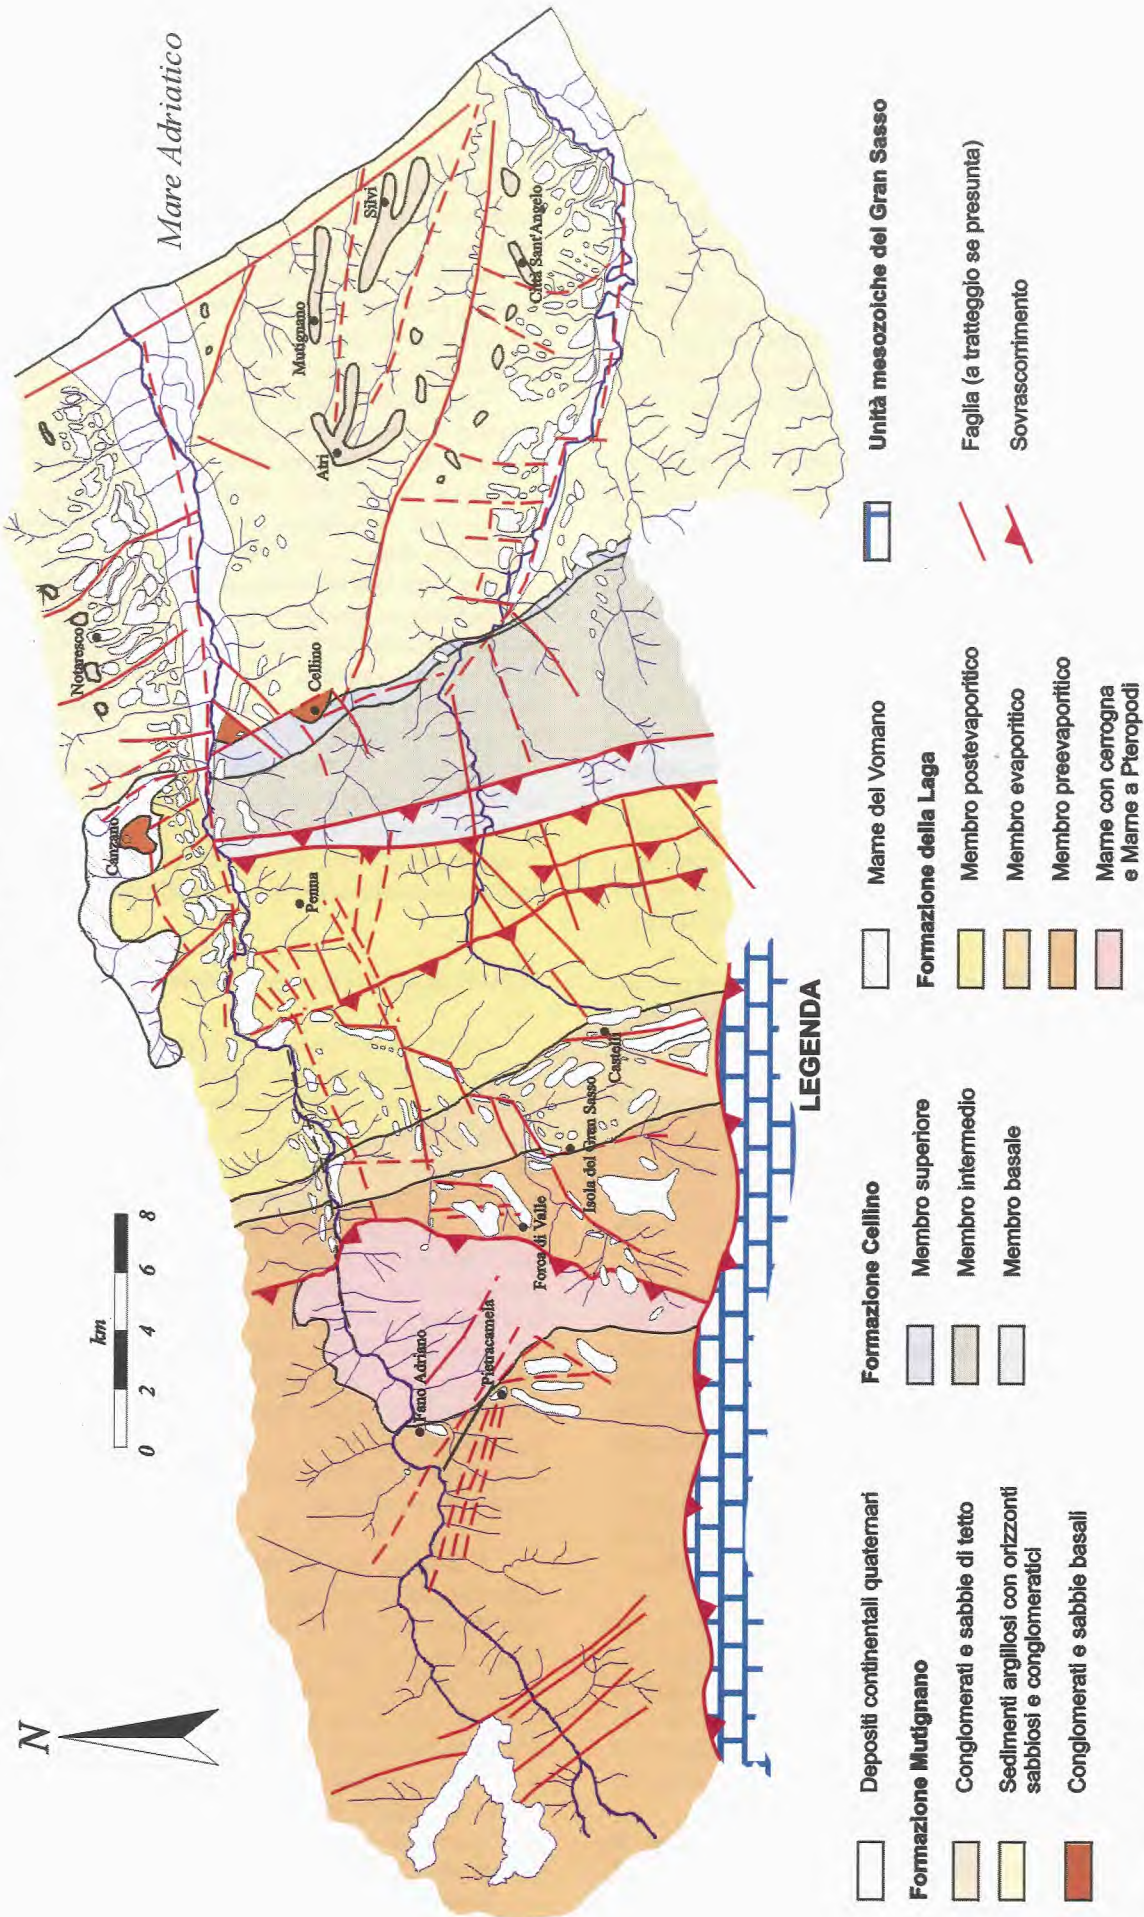 N
km
0 2 4 6 8
Mare Adriatico
Notaresco
Canzano
Cellino
Penna
Atri
Mutignano
Silvi
Città Sant'Angelo
Castelli
Isola del Gran Sasso
Forca di Valle
Fano Adriano
Pietracamela
LEGENDA
Depositi continentali quaternari
Formazione Mutignano
Conglomerati e sabbie di tetto
Sedimenti argillosi con orizzonti
sabbiosi e conglomeratici
Conglomerati e sabbie basali
Formazione Cellino
Membro superiore
Membro intermedio
Membro basale
Marne del Vomano
Formazione della Laga
Membro postevaporitico
Membro evaporitico
Membro preevaporitico
Marne con cerrogna
e Marne a Pteropodi
Unità mesozoiche del Gran Sasso
Faglia (a tratteggio se presunta)
Sovrascorrimento